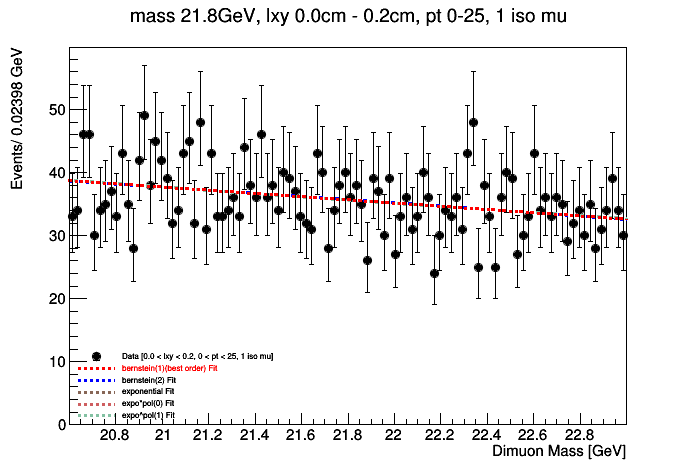 mass 21.8GeV, lxy 0.0cm - 0.2cm, pt 0-25, 1 iso mu
Events/ 0.02398 GeV
50
40
30
20
10
0
Data [0.0 < lxy < 0.2, 0 < pt < 25, 1 iso mu]
bernstein(1)(best order) Fit
bernstein(2) Fit
exponential Fit
expo*pol(0) Fit
expo*pol(1) Fit
20.8 21 21.2 21.4 21.6 21.8 22 22.2 22.4 22.6 22.8
Dimuon Mass [GeV]